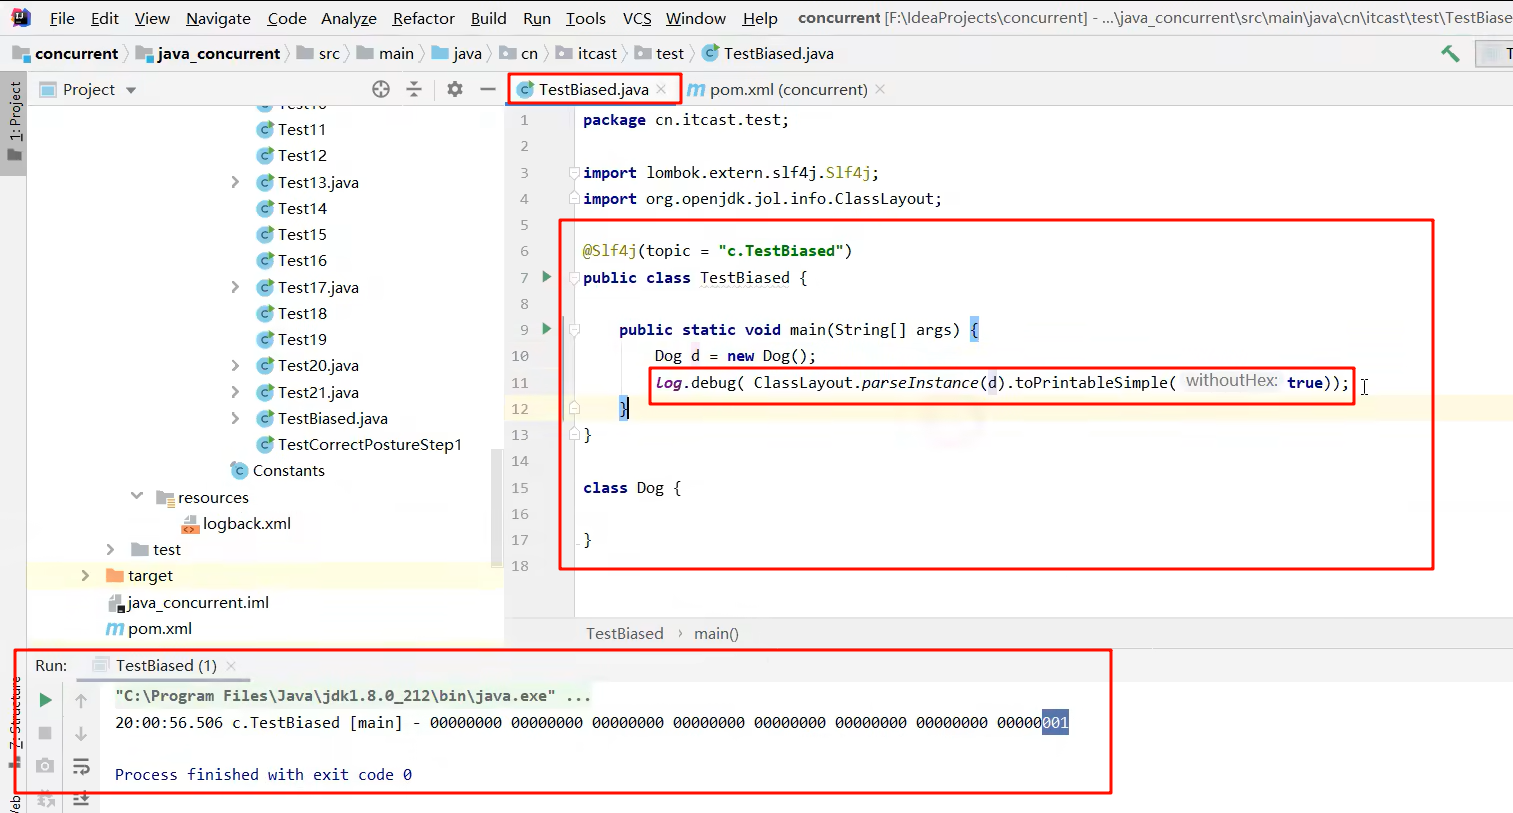 File Edit View Navigate Code Analyze Refactor Build Run Tools VCS Window Help concurrent [F:\IdeaProjects\concurrent] - ...\java_concurrent\src\main\java\cn\itcast\test\TestBiase
concurrent java_concurrent src main java cn itcast test TestBiased.java
1: Project
Project
Test11
Test12
Test13.java
Test14
Test15
Test16
Test17.java
Test18
Test19
Test20.java
Test21.java
TestBiased.java
TestCorrectPostureStep1
Constants
resources
logback.xml
test
target
java_concurrent.iml
pom.xml
TestBiased.java pom.xml (concurrent)
1 package cn.itcast.test;
2
3 import lombok.extern.slf4j.Slf4j;
4 import org.openjdk.jol.info.ClassLayout;
5
6 @Slf4j(topic = "c.TestBiased")
7 public class TestBiased {
8
9 public static void main(String[] args) {
10 Dog d = new Dog();
11 log.debug( ClassLayout.parseInstance(d).toPrintableSimple( withoutHex: true));
12 }
13 }
14
15 class Dog {
16
17 }
18
TestBiased › main()
Run: TestBiased (1)
"C:\Program Files\Java\jdk1.8.0_212\bin\java.exe" ...
20:00:56.506 c.TestBiased [main] - 00000000 00000000 00000000 00000000 00000000 00000000 00000000 00000001
Process finished with exit code 0
7: Structure
Web